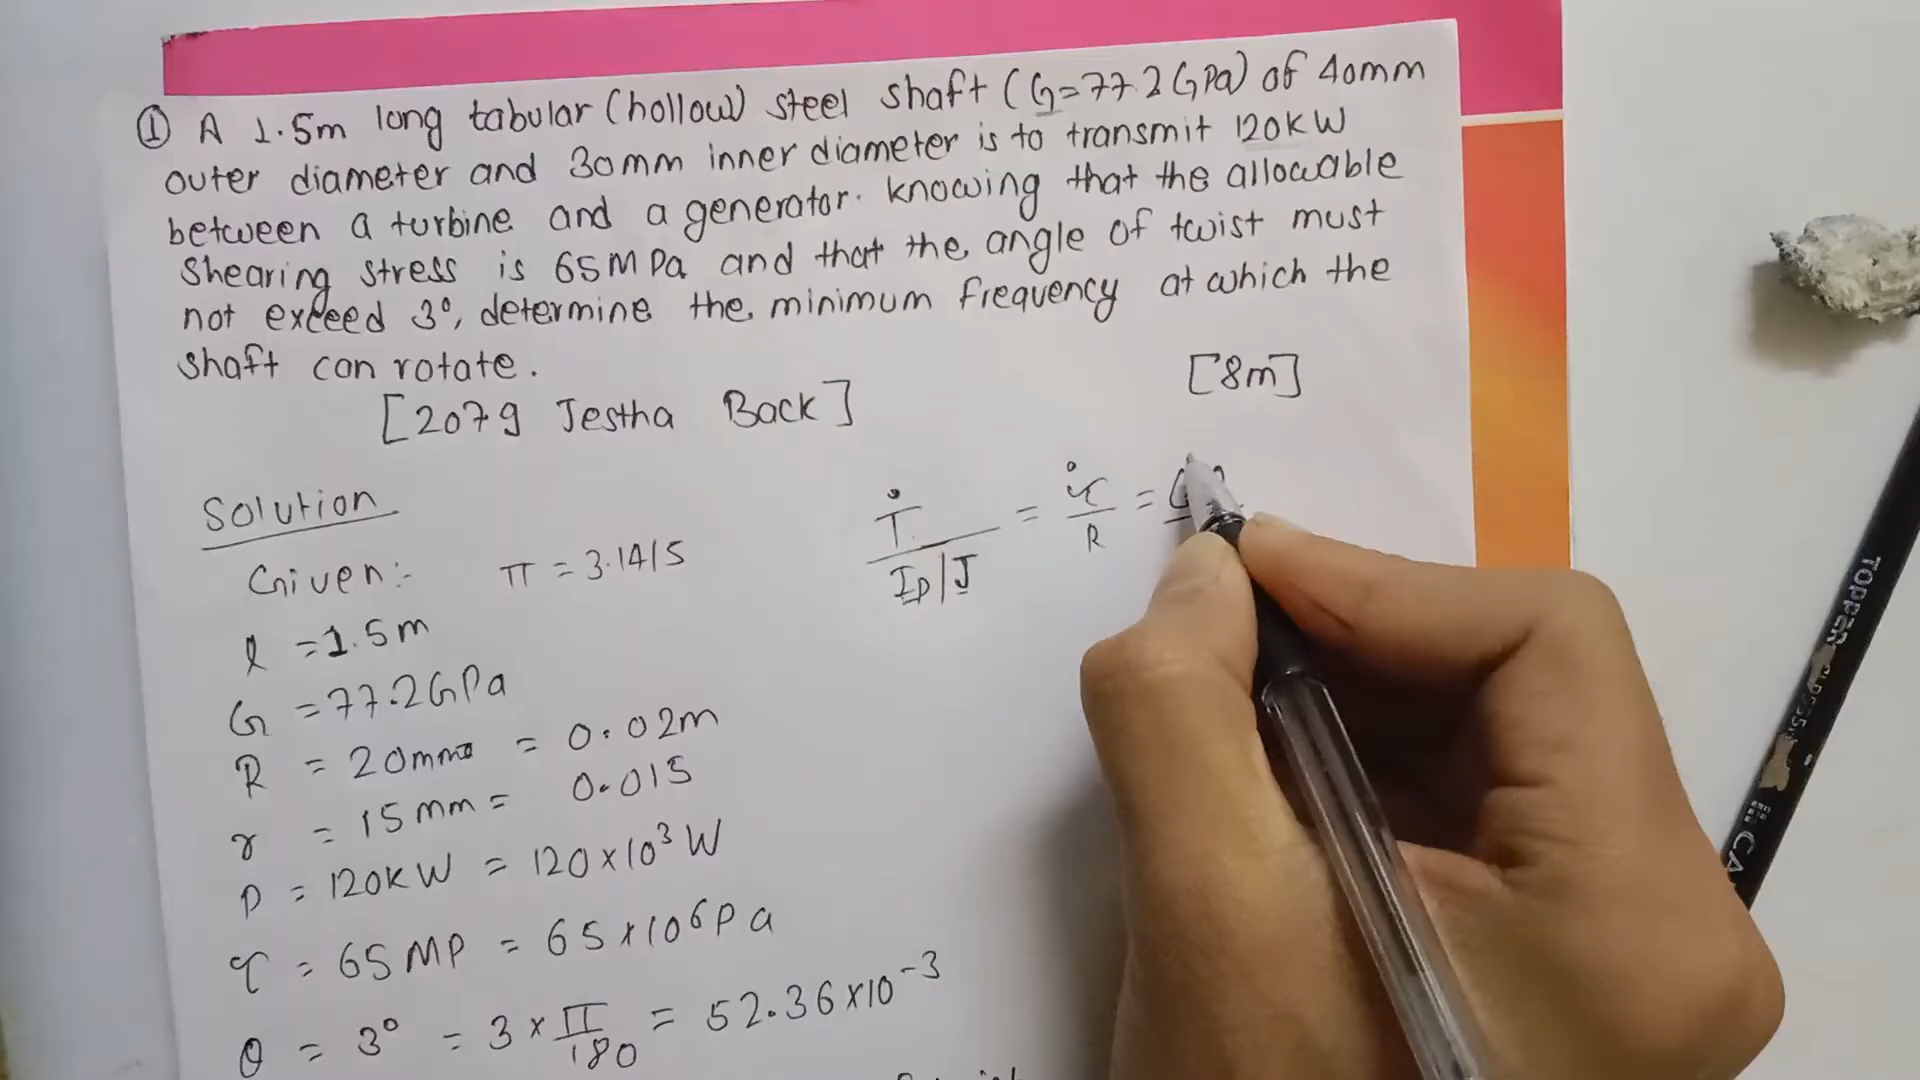 ① A 1.5m long tabular (hollow) steel shaft (G=77.2GPa) of 40mm
outer diameter and 30mm inner diameter is to transmit 120KW
between a turbine and a generator. Knowing that the allowable
shearing stress is 65MPa and that the angle of twist must
not exceed 3°, determine the minimum frequency at which the
shaft can rotate.
[8m]
[2079 Jestha Back]
Solution
Given:- π = 3.1415
T / Ip/J = τ / R = G
l = 1.5m
G = 77.2GPa
R = 20mm = 0.02m
r = 15mm = 0.015
P = 120KW = 120×10³ W
τ = 65MP = 65×10⁶Pa
θ = 3° = 3 × π/180 = 52.36×10⁻³
TOPPER
CA